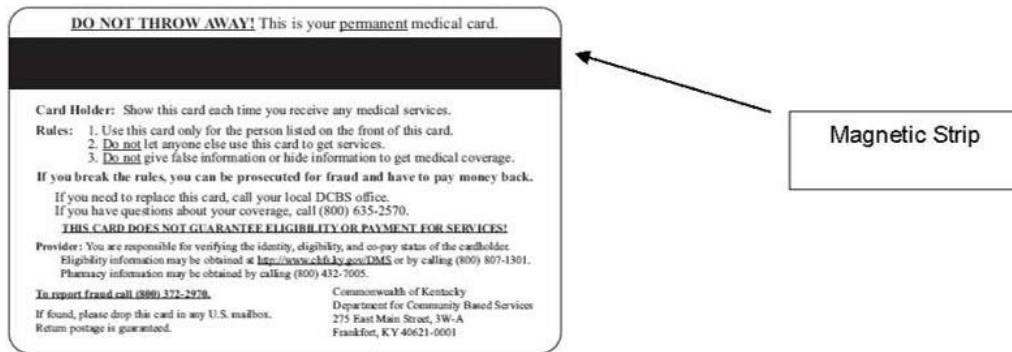 DO NOT THROW AWAY! This is your permanent medical card.
Magnetic Strip
Card Holder: Show this card each time you receive any medical services.
Rules: 1. Use this card only for the person listed on the front of this card.
2. Do not let anyone else use this card to get services.
3. Do not give false information or hide information to get medical coverage.
If you break the rules, you can be prosecuted for fraud and have to pay money back.
If you need to replace this card, call your local DCBS office.
If you have questions about your coverage, call (800) 635-2570.
THIS CARD DOES NOT GUARANTEE ELIGIBILITY OR PAYMENT FOR SERVICES!
Provider: You are responsible for verifying the identity, eligibility, and co-pay status of the cardholder.
Eligibility information may be obtained at http://www.chfs.ky.gov/DMS or by calling (800) 807-1301.
Pharmacy information may be obtained by calling (800) 432-7005.
To report fraud call (800) 372-2970.
If found, please drop this card in any U.S. mailbox.
Return postage is guaranteed.
Commonwealth of Kentucky
Department for Community Based Services
275 East Main Street, 3W-A
Frankfort, KY 40621-0001